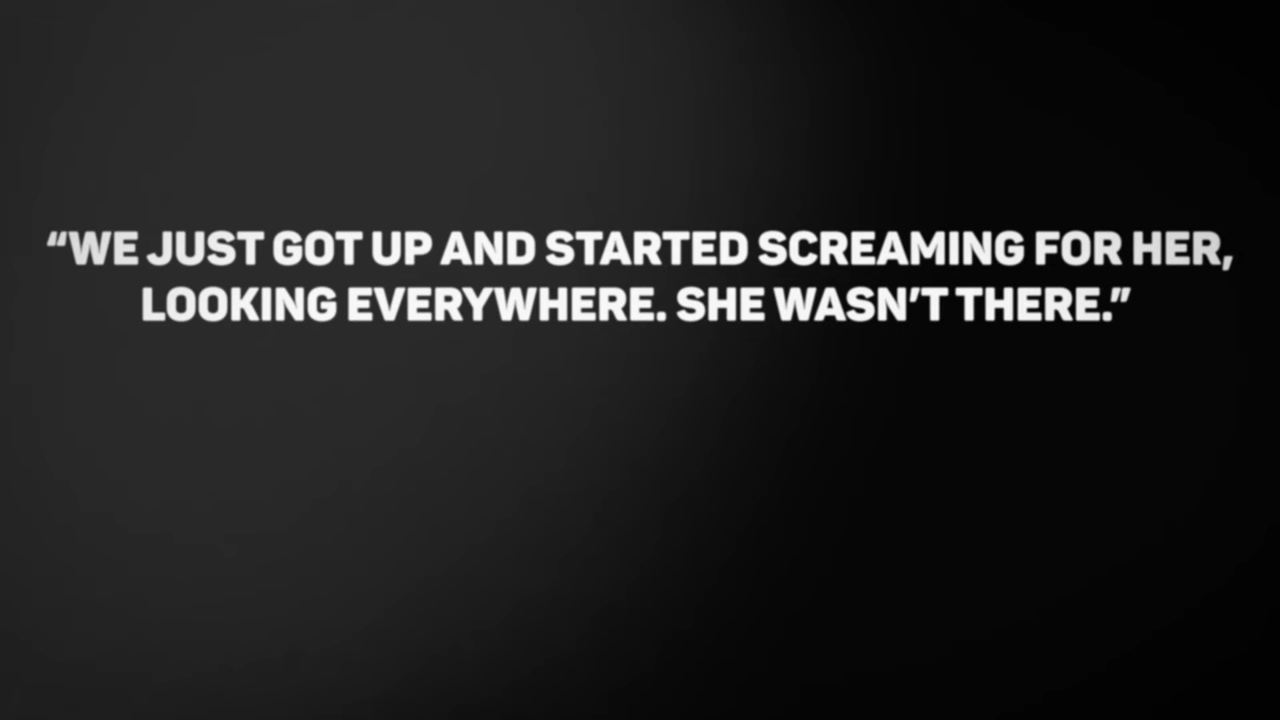 “WE JUST GOT UP AND STARTED SCREAMING FOR HER,
LOOKING EVERYWHERE. SHE WASN’T THERE.”